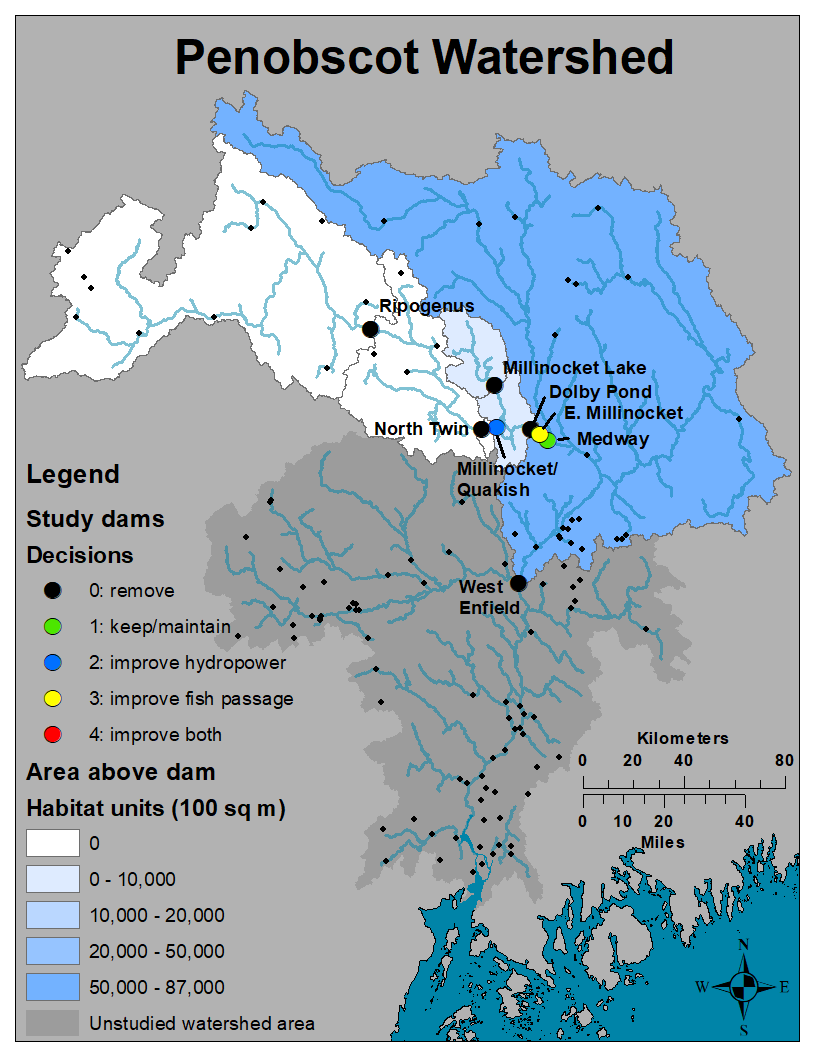 Penobscot Watershed
Ripogenus
Millinocket Lake
Dolby Pond
E. Millinocket
North Twin
Medway
Millinocket/
Quakish
West
Enfield
Legend
Study dams
Decisions
0: remove
1: keep/maintain
2: improve hydropower
3: improve fish passage
4: improve both
Area above dam
Habitat units (100 sq m)
0
0 - 10,000
10,000 - 20,000
20,000 - 50,000
50,000 - 87,000
Unstudied watershed area
Kilometers
0 20 40 80
0 10 20 40
Miles
N
W E
S